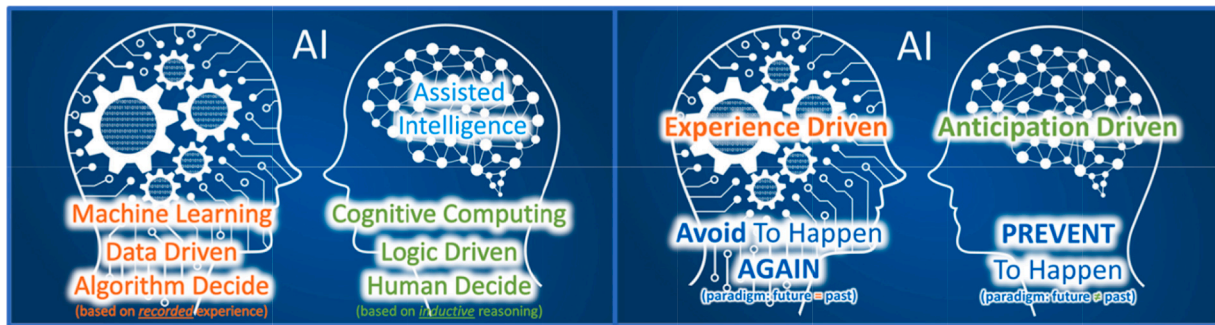 AI
Assisted
Intelligence
Machine Learning
Data Driven
Algorithm Decide
(based on recorded experience)
Cognitive Computing
Logic Driven
Human Decide
(based on inductive reasoning)
AI
Experience Driven
Avoid To Happen
AGAIN
(paradigm: future = past)
Anticipation Driven
PREVENT
To Happen
(paradigm: future ≠ past)